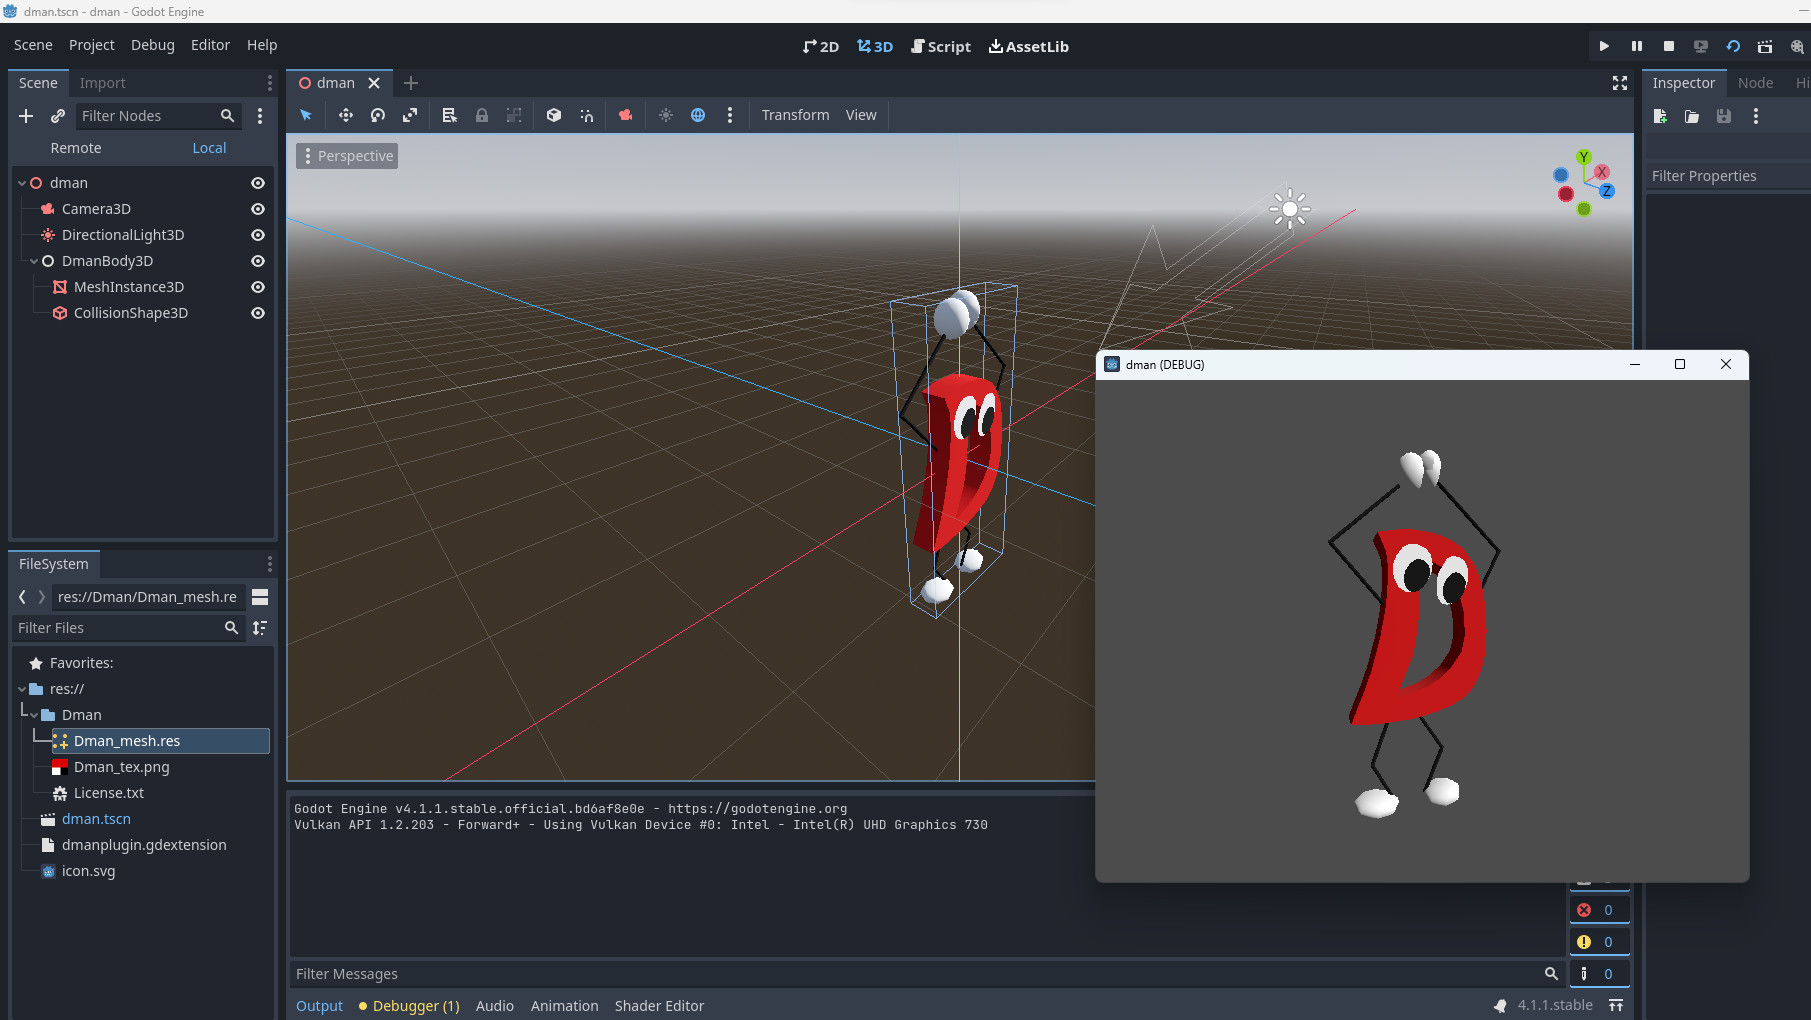 dman.tscn - dman - Godot Engine
Scene Project Debug Editor Help
2D 3D Script AssetLib
Scene Import
dman
Inspector Node Hi
Filter Nodes
Transform View
Remote Local
Perspective
Y
X
Z
Filter Properties
dman
Camera3D
DirectionalLight3D
DmanBody3D
MeshInstance3D
CollisionShape3D
dman (DEBUG)
FileSystem
res://Dman/Dman_mesh.re
Filter Files
Favorites:
res://
Dman
Dman_mesh.res
Dman_tex.png
TXT
License.txt
dman.tscn
dmanplugin.gdextension
icon.svg
Godot Engine v4.1.1.stable.official.bd6af8e0e - https://godotengine.org
Vulkan API 1.2.203 - Forward+ - Using Vulkan Device #0: Intel - Intel(R) UHD Graphics 730
0
0
0
Filter Messages
Output Debugger (1) Audio Animation Shader Editor
4.1.1.stable